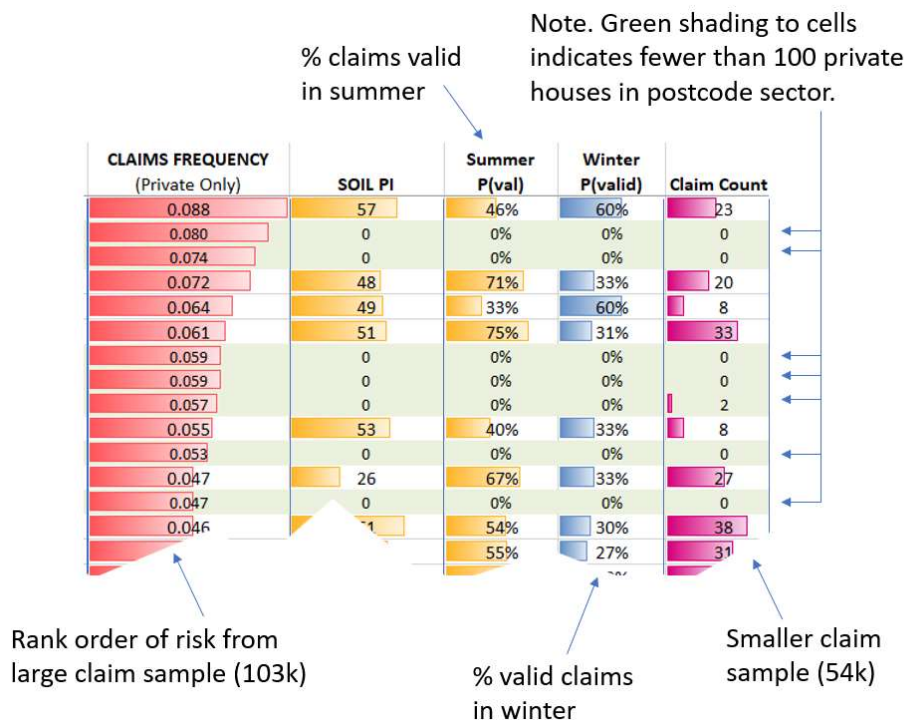 Note. Green shading to cells
indicates fewer than 100 private
houses in postcode sector.
% claims valid
in summer
CLAIMS FREQUENCY
(Private Only)
SOIL PI
Summer
P(val)
Winter
P(valid)
Claim Count
0.088 57 46% 60% 23
0.080 0 0% 0% 0
0.074 0 0% 0% 0
0.072 48 71% 33% 20
0.064 49 33% 60% 8
0.061 51 75% 31% 33
0.059 0 0% 0% 0
0.059 0 0% 0% 0
0.057 0 0% 0% 2
0.055 53 40% 33% 8
0.053 0 0% 0% 0
0.047 26 67% 33% 27
0.047 0 0% 0% 0
0.046 54% 30% 38
55% 27% 31
Rank order of risk from
large claim sample (103k)
% valid claims
in winter
Smaller claim
sample (54k)